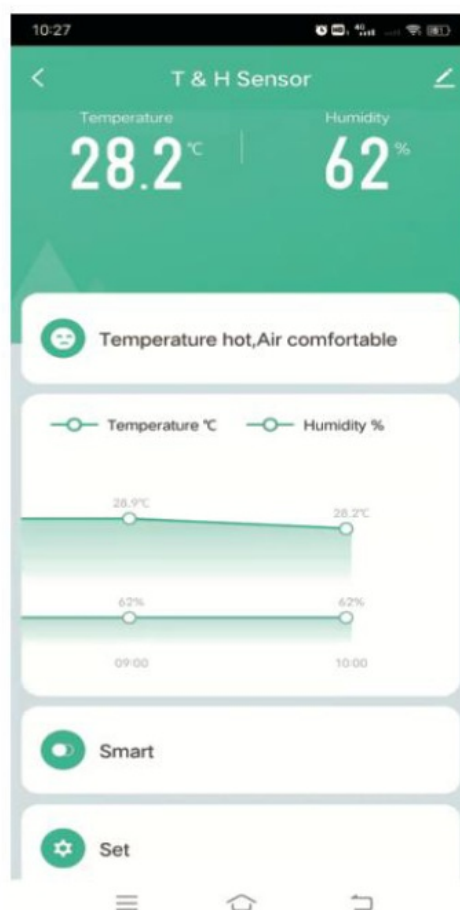 10:27
T & H Sensor
Temperature Humidity
28.2℃ 62%
Temperature hot,Air comfortable
Temperature ℃ Humidity %
28.9℃ 28.2℃
62% 62%
09:00 10:00
Smart
Set